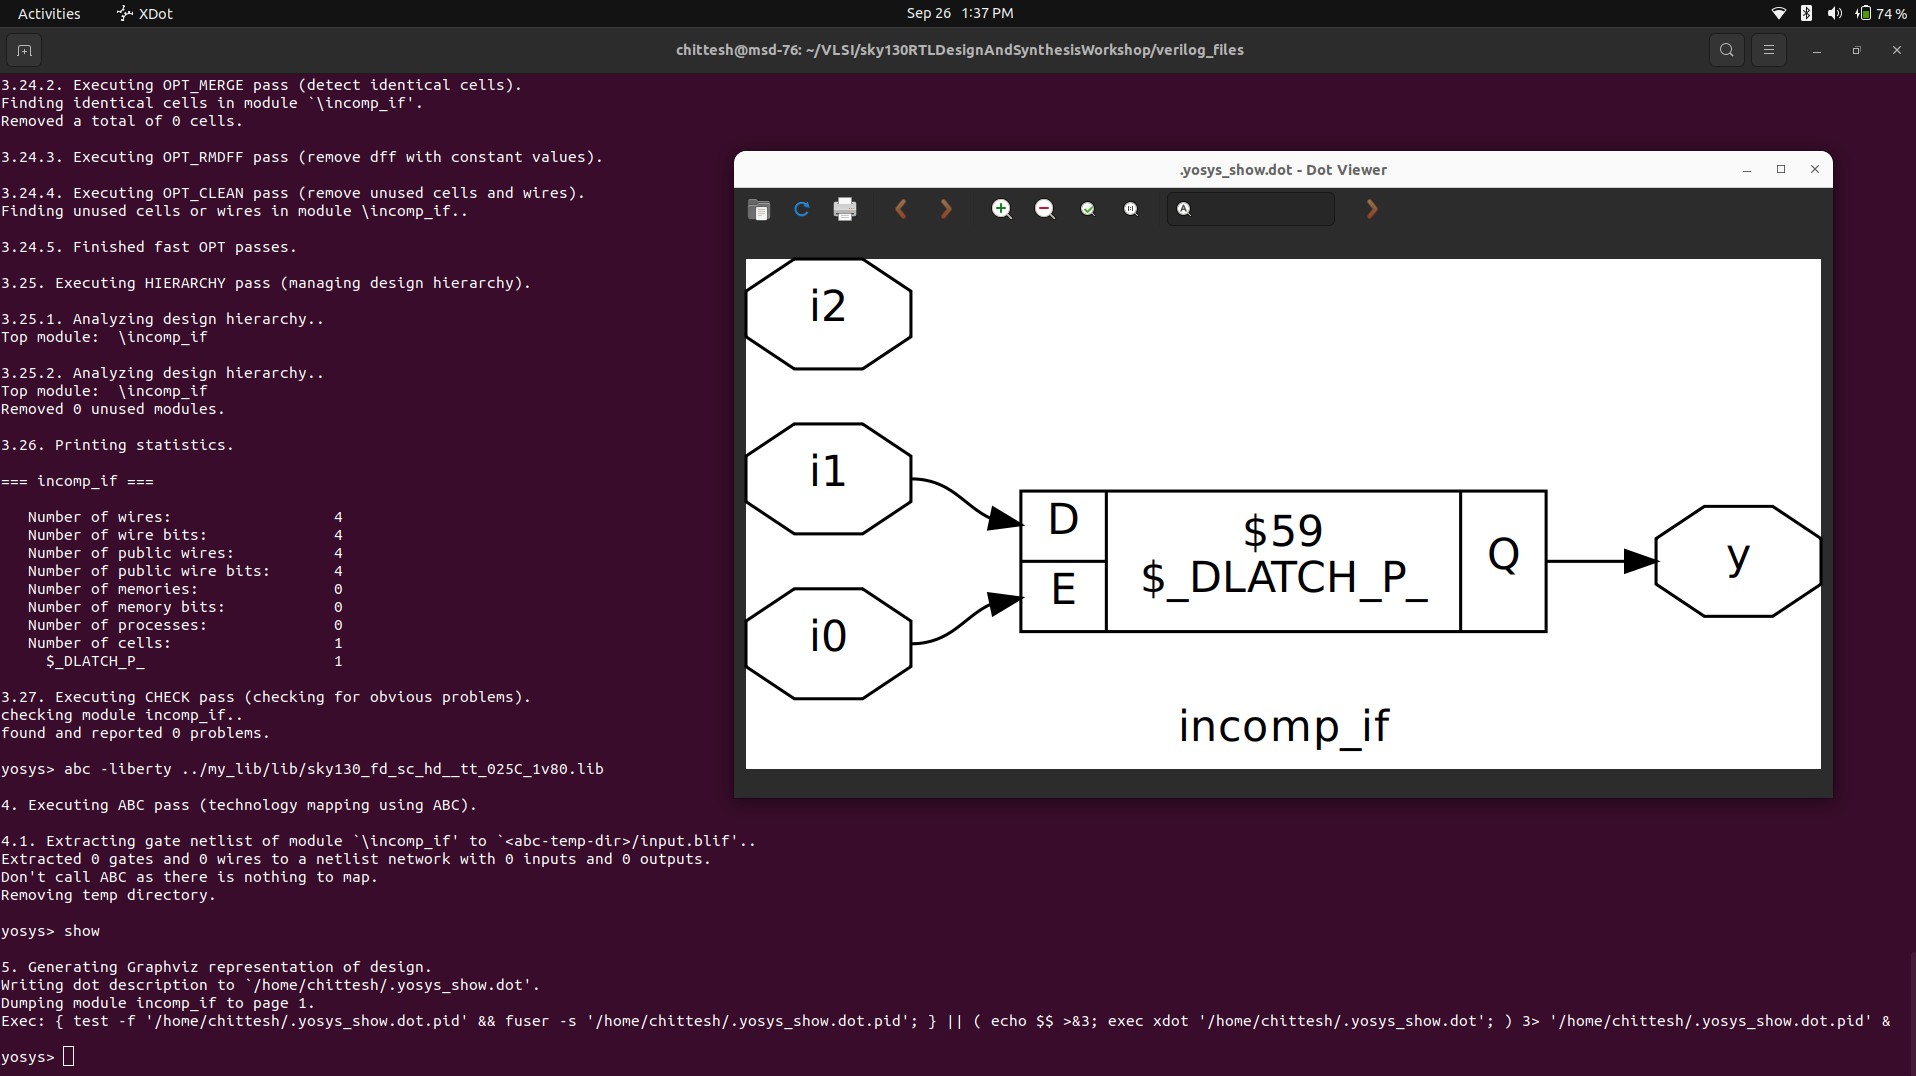 Activities XDot Sep 26 1:37 PM 74 %
chittesh@msd-76: ~/VLSI/sky130RTLDesignAndSynthesisWorkshop/verilog_files
3.24.2. Executing OPT_MERGE pass (detect identical cells).
Finding identical cells in module `\incomp_if'.
Removed a total of 0 cells.
3.24.3. Executing OPT_RMDFF pass (remove dff with constant values).
3.24.4. Executing OPT_CLEAN pass (remove unused cells and wires).
Finding unused cells or wires in module \incomp_if..
3.24.5. Finished fast OPT passes.
3.25. Executing HIERARCHY pass (managing design hierarchy).
3.25.1. Analyzing design hierarchy..
Top module:  \incomp_if
3.25.2. Analyzing design hierarchy..
Top module:  \incomp_if
Removed 0 unused modules.
3.26. Printing statistics.
=== incomp_if ===
Number of wires: 4
Number of wire bits: 4
Number of public wires: 4
Number of public wire bits: 4
Number of memories: 0
Number of memory bits: 0
Number of processes: 0
Number of cells: 1
$_DLATCH_P_ 1
3.27. Executing CHECK pass (checking for obvious problems).
checking module incomp_if..
found and reported 0 problems.
yosys> abc -liberty ../my_lib/lib/sky130_fd_sc_hd__tt_025C_1v80.lib
4. Executing ABC pass (technology mapping using ABC).
4.1. Extracting gate netlist of module `\incomp_if' to `<abc-temp-dir>/input.blif'..
Extracted 0 gates and 0 wires to a netlist network with 0 inputs and 0 outputs.
Don't call ABC as there is nothing to map.
Removing temp directory.
yosys> show
5. Generating Graphviz representation of design.
Writing dot description to `/home/chittesh/.yosys_show.dot'.
Dumping module incomp_if to page 1.
Exec: { test -f '/home/chittesh/.yosys_show.dot.pid' && fuser -s '/home/chittesh/.yosys_show.dot.pid'; } || ( echo $$ >&3; exec xdot '/home/chittesh/.yosys_show.dot'; ) 3> '/home/chittesh/.yosys_show.dot.pid' &
yosys>
.yosys_show.dot - Dot Viewer
i2
i1
i0
D
E
$59
$_DLATCH_P_
Q
y
incomp_if